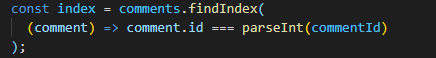 const index = comments.findIndex(
(comment) => comment.id === parseInt(commentId)
);